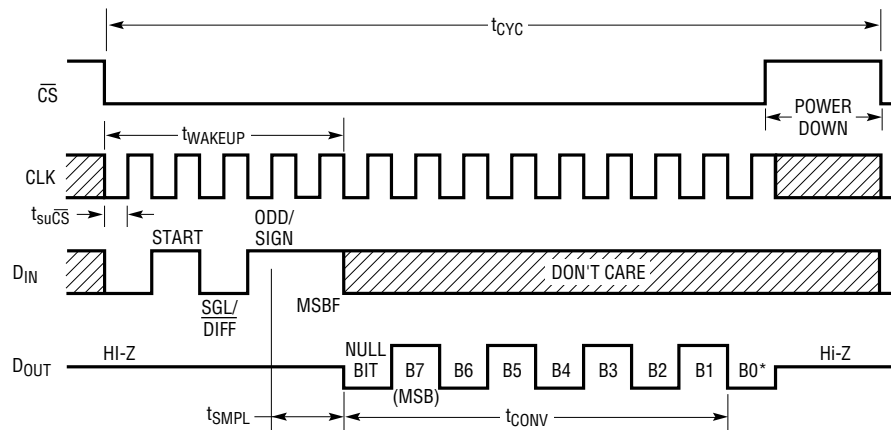 tCYC
CS
POWER
DOWN
tWAKEUP
CLK
tsuCS
START
ODD/
SIGN
DIN
DON'T CARE
SGL/
DIFF
MSBF
HI-Z
NULL
BIT
B7
(MSB)
B6
B5
B4
B3
B2
B1
B0*
Hi-Z
DOUT
tSMPL
tCONV